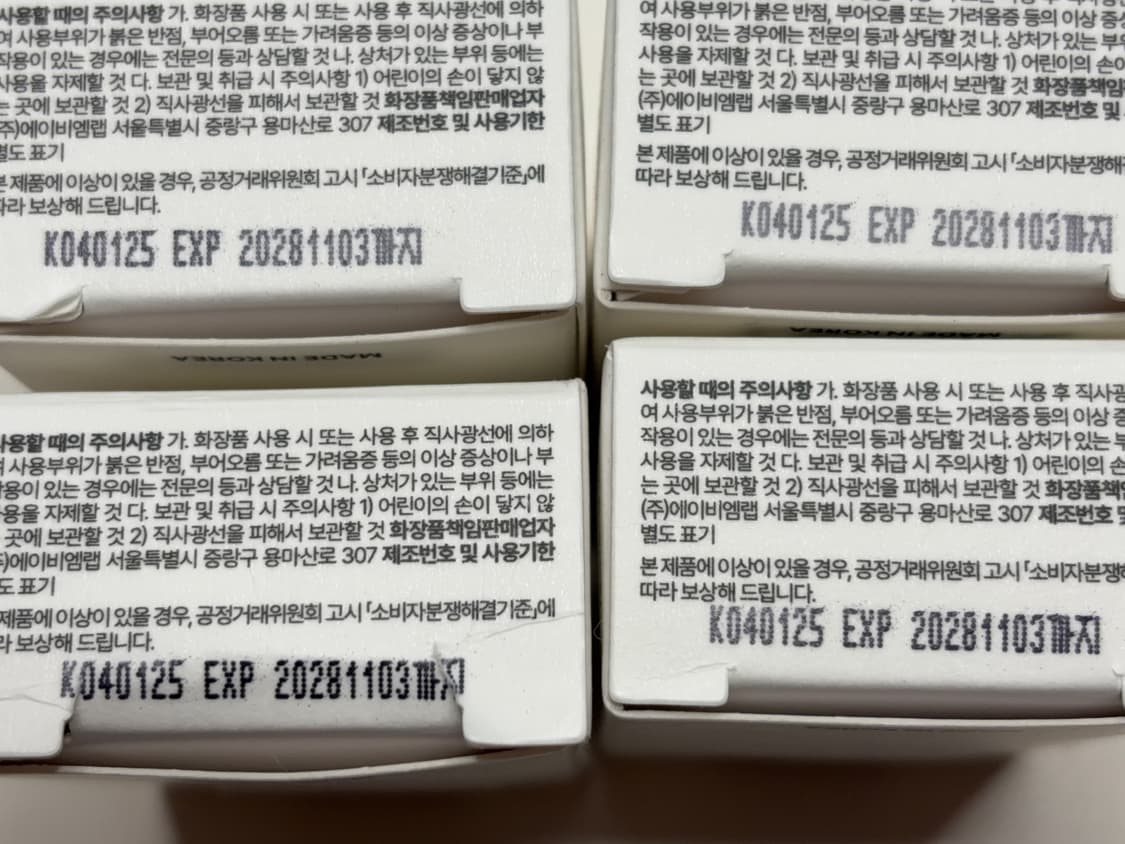 사용할 때의 주의사항 가. 화장품 사용 시 또는 사용 후 직사광선에 의하
여 사용부위가 붉은 반점, 부어오름 또는 가려움증 등의 이상 증상이나 부
작용이 있는 경우에는 전문의 등과 상담할 것 나. 상처가 있는 부위 등에는
사용을 자제할 것 다. 보관 및 취급 시 주의사항 1) 어린이의 손이 닿지 않
는 곳에 보관할 것 2) 직사광선을 피해서 보관할 것 화장품책임판매업자
(주)에이비엠랩 서울특별시 중랑구 용마산로 307 제조번호 및 사용기한
별도 표기
본 제품에 이상이 있을 경우, 공정거래위원회 고시 「소비자분쟁해결기준」에
따라 보상해 드립니다.
K040125 EXP 20281103까지
MADE IN KOREA
여 사용부위가 붉은 반점, 부어오름 또는 가려움증 등의 이상 증
작용이 있는 경우에는 전문의 등과 상담할 것 나. 상처가 있는 부위
사용을 자제할 것 다. 보관 및 취급 시 주의사항 1) 어린이의 손이
는 곳에 보관할 것 2) 직사광선을 피해서 보관할 것 화장품책임
(주)에이비엠랩 서울특별시 중랑구 용마산로 307 제조번호 및
별도 표기
본 제품에 이상이 있을 경우, 공정거래위원회 고시 「소비자분쟁해
따라 보상해 드립니다.
K040125 EXP 20281103까지
MADE IN KOREA
사용할 때의 주의사항 가. 화장품 사용 시 또는 사용 후 직사광선에 의하
여 사용부위가 붉은 반점, 부어오름 또는 가려움증 등의 이상 증상이나 부
작용이 있는 경우에는 전문의 등과 상담할 것 나. 상처가 있는 부위 등에는
사용을 자제할 것 다. 보관 및 취급 시 주의사항 1) 어린이의 손이 닿지 않
곳에 보관할 것 2) 직사광선을 피해서 보관할 것 화장품책임판매업자
(주)에이비엠랩 서울특별시 중랑구 용마산로 307 제조번호 및 사용기한
별도 표기
제품에 이상이 있을 경우, 공정거래위원회 고시 「소비자분쟁해결기준」에
따라 보상해 드립니다.
K040125 EXP 20281103까지
사용할 때의 주의사항 가. 화장품 사용 시 또는 사용 후 직사광
여 사용부위가 붉은 반점, 부어오름 또는 가려움증 등의 이상 증
작용이 있는 경우에는 전문의 등과 상담할 것 나. 상처가 있는 부
사용을 자제할 것 다. 보관 및 취급 시 주의사항 1) 어린이의 손
는 곳에 보관할 것 2) 직사광선을 피해서 보관할 것 화장품책임
(주)에이비엠랩 서울특별시 중랑구 용마산로 307 제조번호 및
별도 표기
본 제품에 이상이 있을 경우, 공정거래위원회 고시 「소비자분쟁해
따라 보상해 드립니다.
K040125 EXP 20281103까지